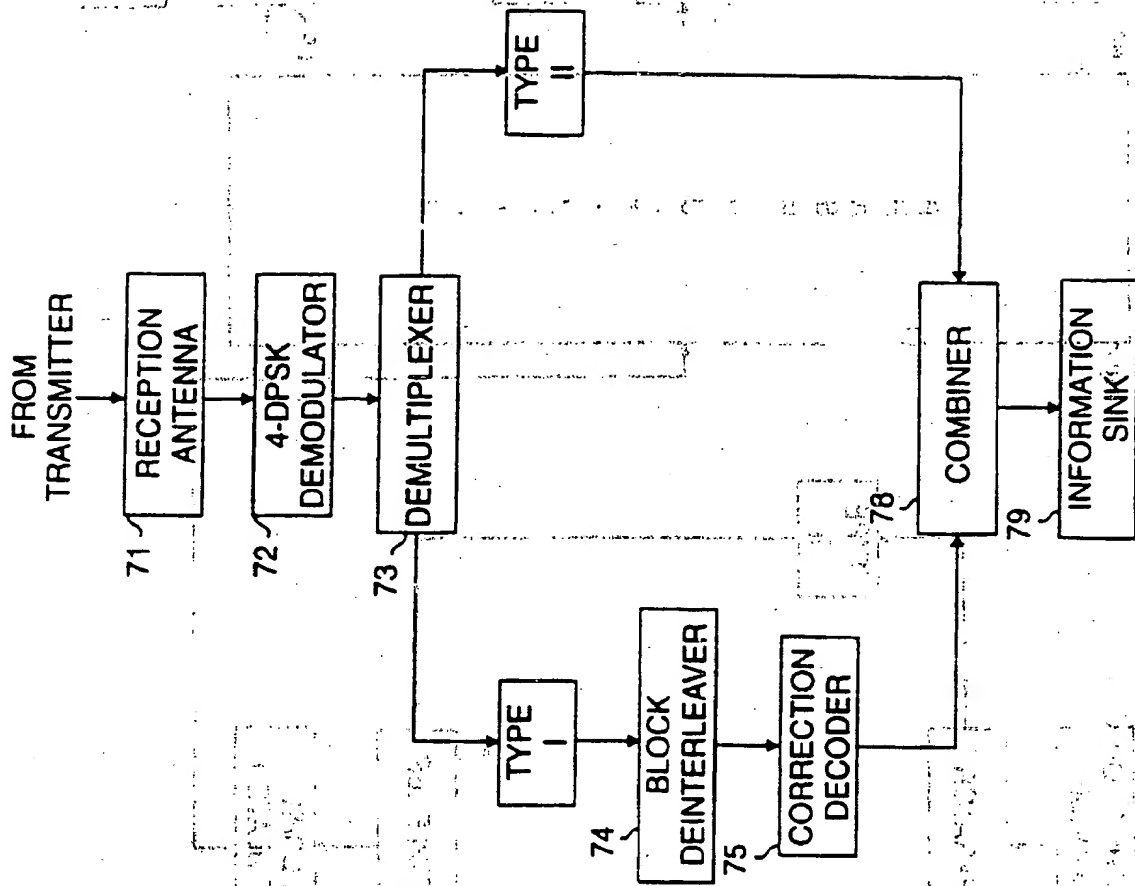 FROM
TRANSMITTER
RECEPTION
ANTENNA
71
4-DPSK
DEMODULATOR
72
DEMULTIPLEXER
73
TYPE
I
TYPE
II
BLOCK
DEINTERLEAVER
74
CORRECTION
DECODER
75
COMBINER
78
INFORMATION
SINK
79